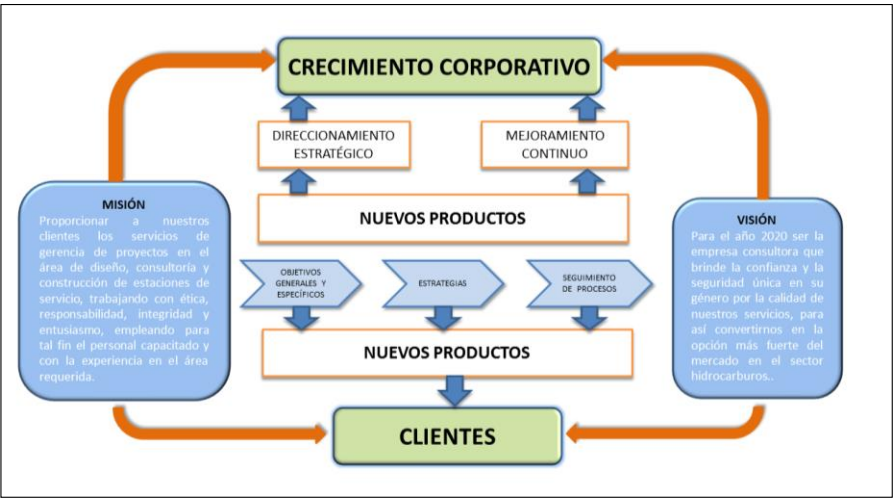 CRECIMIENTO CORPORATIVO
DIRECCIONAMIENTO
ESTRATÉGICO
MEJORAMIENTO
CONTINUO
NUEVOS PRODUCTOS
MISIÓN
Proporcionar a nuestros
clientes los servicios de
gerencia de proyectos en el
área de diseño, consultoría y
construcción de estaciones de
servicio, trabajando con ética,
responsabilidad, integridad y
entusiasmo, empleando para
tal fin el personal capacitado y
con la experiencia en el área
requerida.
OBJETIVOS
GENERALES Y
ESPECÍFICOS
ESTRATEGIAS
SEGUIMIENTO
DE PROCESOS
VISIÓN
Para el año 2020 ser la
empresa consultora que
brinde la confianza y la
seguridad única en su
género por la calidad de
nuestros servicios, para
así convertirnos en la
opción más fuerte del
mercado en el sector
hidrocarburos..
NUEVOS PRODUCTOS
CLIENTES